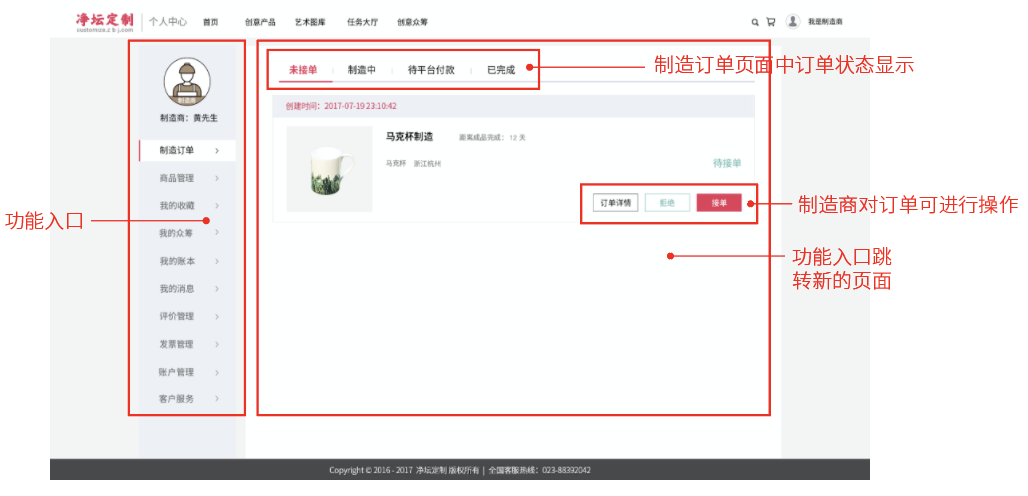 净坛定制 个人中心 首页 创意产品 艺术图库 任务大厅 创意众筹 我是制造商
customize.z b j.com
制造商
制造商：黄先生
制造订单
商品管理
我的收藏
我的众筹
我的账本
我的消息
评价管理
发票管理
账户管理
客户服务
功能入口
未接单 制造中 待平台付款 已完成
制造订单页面中订单状态显示
创建时间：2017-07-19 23:10:42
马克杯制造 距离成品完成：12 天
马克杯 浙江杭州
待接单
订单详情 拒绝 接单
制造商对订单可进行操作
功能入口跳
转新的页面
Copyright © 2016 - 2017 净坛定制 版权所有 | 全国客服热线：023-88392042